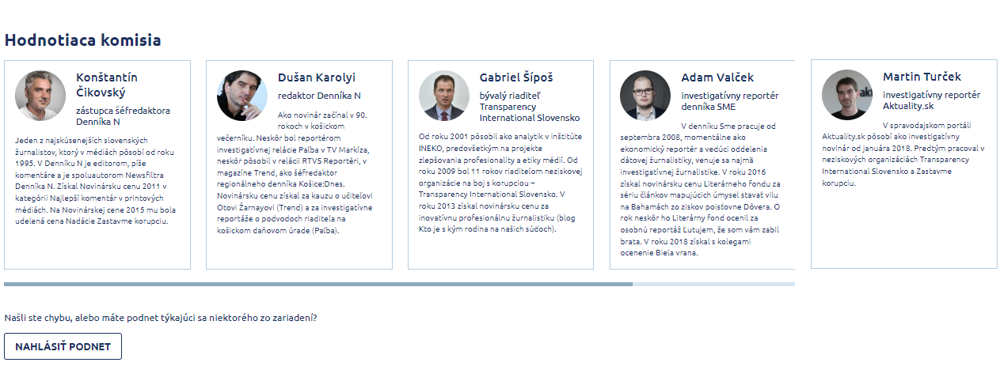 Hodnotiaca komisia
Konštantín
Čikovský
zástupca šéfredaktora
Denníka N
Jeden z najskúsenejších slovenských
žurnalistov, ktorý v médiách pôsobí od roku
1995. V Denníku N je editorom, píše
komentáre a je spoluautorom Newsfiltra
Denníka N. Získal Novinársku cenu 2011 v
kategórii Najlepší komentár v printových
médiách. Na Novinárskej cene 2015 mu bola
udelená cena Nadácie Zastavme korupciu.
Dušan Karolyi
redaktor Denníka N
Ako novinár začínal v 90.
rokoch v košickom
večerníku. Neskôr bol reportérom
investigatívnej relácie Paľba v TV Markíza,
neskôr pôsobil v relácii RTVS Reportéri, v
magazíne Trend, ako šéfredaktor
regionálneho denníka Košice:Dnes.
Novinársku cenu získal za kauzu o učiteľovi
Otovi Žarnayovi (Trend) a za investigatívne
reportáže o podvodoch riaditeľa na
košickom daňovom úrade (Paľba).
Gabriel Šípoš
bývalý riaditeľ
Transparency
International Slovensko
Od roku 2001 pôsobil ako analytik v inštitúte
INEKO, predovšetkým na projekte
zlepšovania profesionality a etiky médií. Od
roku 2009 bol 11 rokov riaditeľom neziskovej
organizácie na boj s korupciou –
Transparency International Slovensko. V
roku 2013 získal novinársku cenu za
inovatívnu profesionálnu žurnalistiku (blog
Kto je s kým rodina na našich súdoch).
Adam Valček
investigatívny reportér
denníka SME
V denníku Sme pracuje od
septembra 2008, momentálne ako
ekonomický reportér a vedúci oddelenia
dátovej žurnalistiky, venuje sa najmä
investigatívnej žurnalistike. V roku 2016
získal novinársku cenu Literárneho fondu za
sériu článkov mapujúcich úmysel stavať vilu
na Bahamách zo ziskov poisťovne Dôvera. O
rok neskôr ho Literárny fond ocenil za
osobnú reportáž Ľutujem, že som vám zabil
brata. V roku 2018 získal s kolegami
ocenenie Biela vrana.
Martin Turček
investigatívny reportér
Aktuality.sk
V spravodajskom portáli
Aktuality.sk pôsobí ako investigatívny
novinár od januára 2018. Predtým pracoval v
neziskových organizáciách Transparency
International Slovensko a Zastavme
korupciu.
Našli ste chybu, alebo máte podnet týkajúci sa niektorého zo zariadení?
NAHLÁSIŤ PODNET